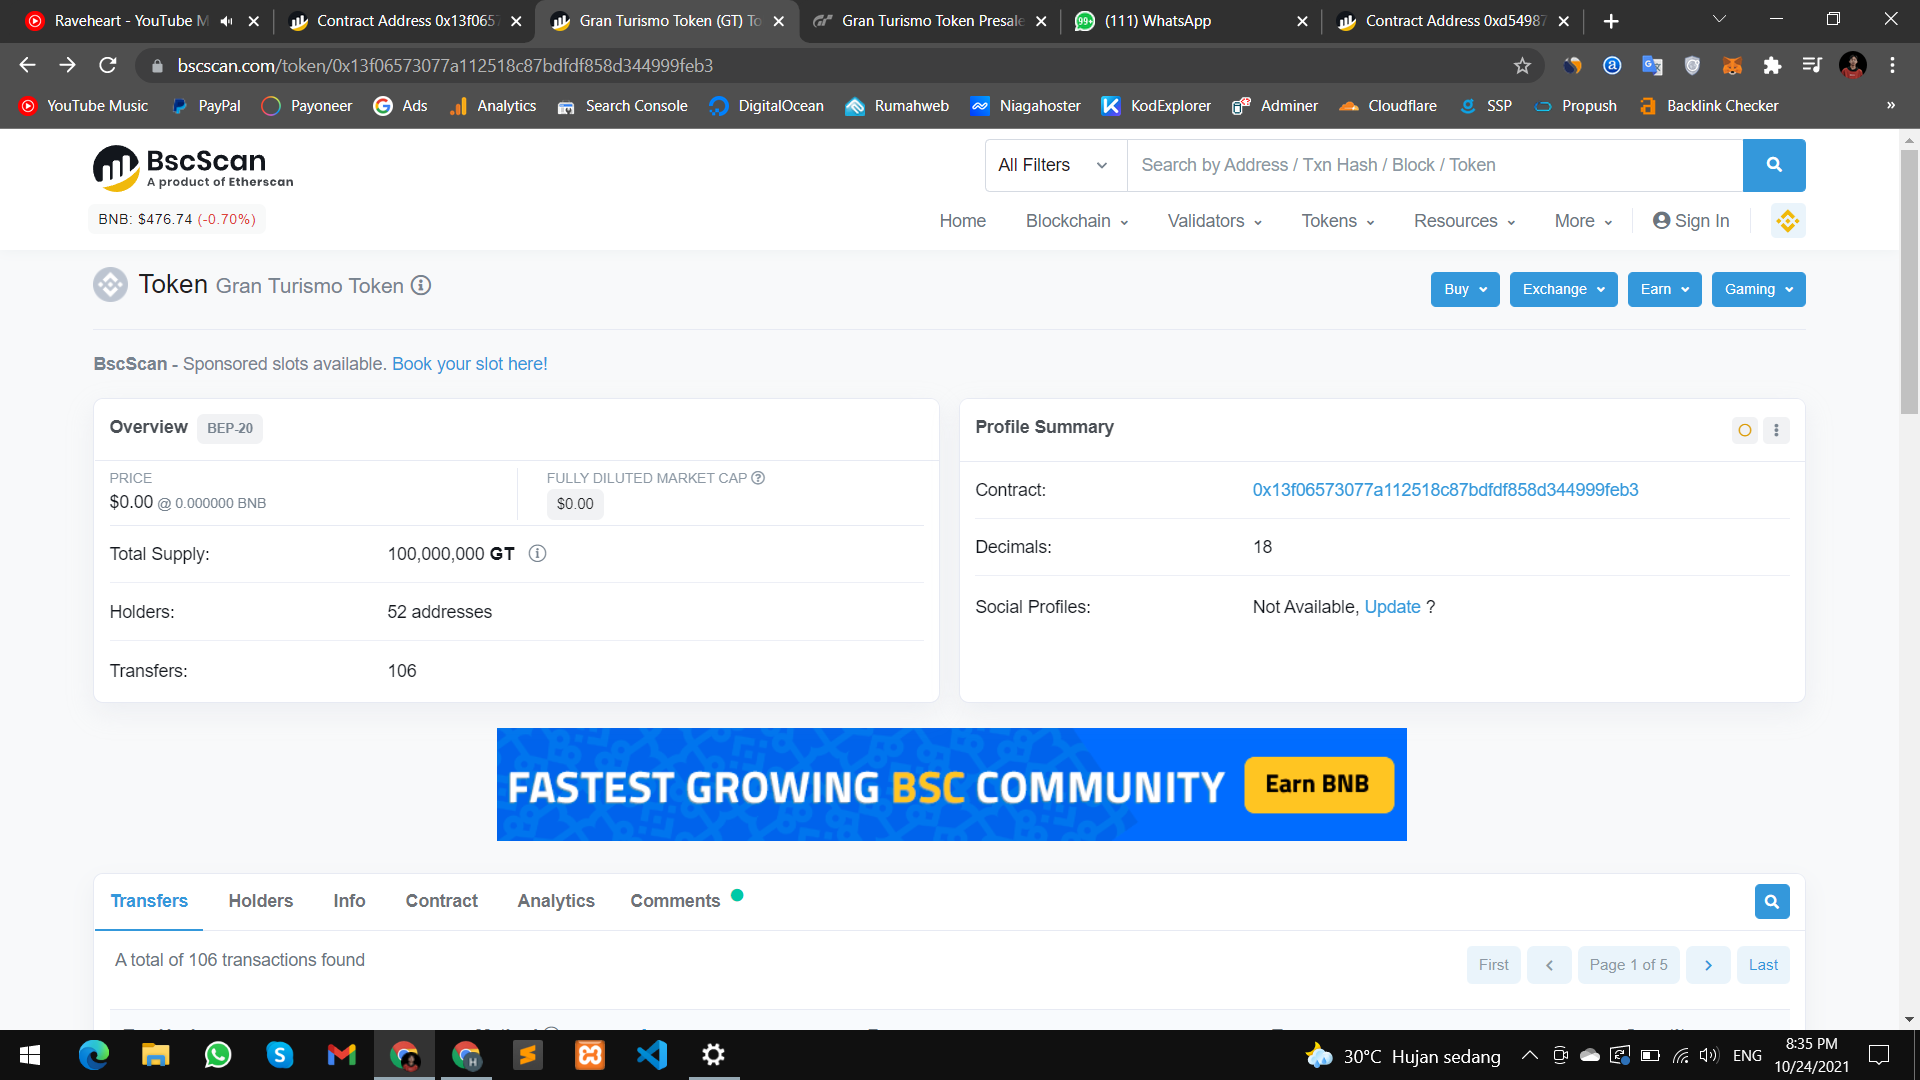 Raveheart - YouTube M
Contract Address 0x13f0657
Gran Turismo Token (GT) To
Gran Turismo Token Presale
(111) WhatsApp
Contract Address 0xd54987
bscscan.com/token/0x13f06573077a112518c87bdfdf858d344999feb3
YouTube Music
PayPal
Payoneer
Ads
Analytics
Search Console
DigitalOcean
Rumahweb
Niagahoster
KodExplorer
Adminer
Cloudflare
SSP
Propush
Backlink Checker
»
BscScan
A product of Etherscan
All Filters
Search by Address / Txn Hash / Block / Token
BNB: $476.74 (-0.70%)
Home
Blockchain
Validators
Tokens
Resources
More
Sign In
Token Gran Turismo Token
Buy
Exchange
Earn
Gaming
BscScan - Sponsored slots available. Book your slot here!
Overview BEP-20
PRICE
$0.00 @ 0.000000 BNB
FULLY DILUTED MARKET CAP
$0.00
Total Supply: 100,000,000 GT
Holders: 52 addresses
Transfers: 106
Profile Summary
Contract: 0x13f06573077a112518c87bdfdf858d344999feb3
Decimals: 18
Social Profiles: Not Available, Update ?
FASTEST GROWING BSC COMMUNITY
Earn BNB
Transfers
Holders
Info
Contract
Analytics
Comments
A total of 106 transactions found
First
Page 1 of 5
Last
30°C Hujan sedang
ENG
8:35 PM
10/24/2021